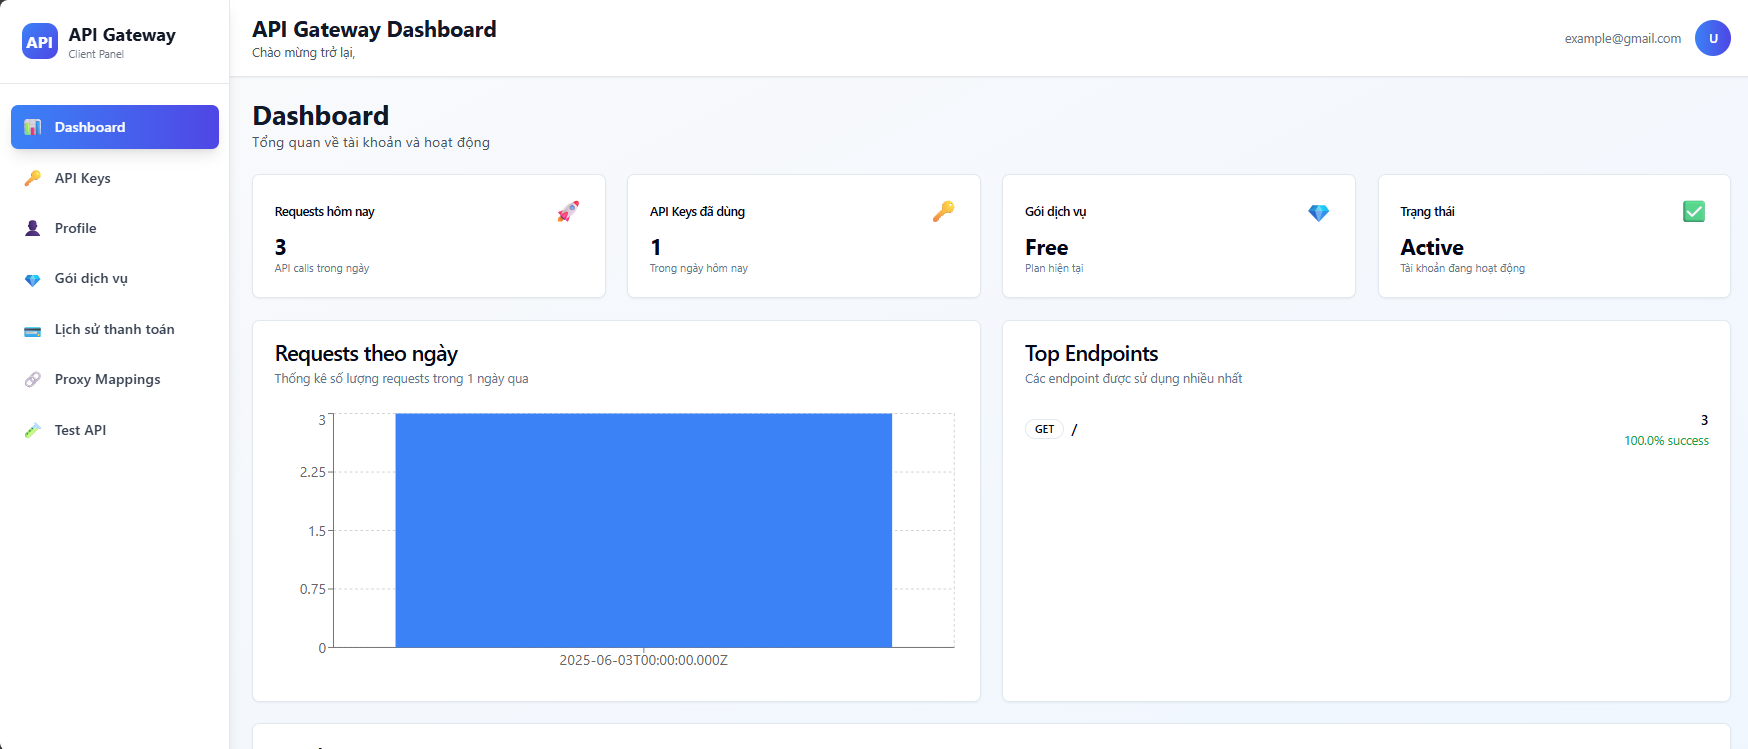 API
API Gateway
Client Panel
Dashboard
API Keys
Profile
Gói dịch vụ
Lịch sử thanh toán
Proxy Mappings
Test API
API Gateway Dashboard
Chào mừng trở lại,
example@gmail.com
U
Dashboard
Tổng quan về tài khoản và hoạt động
Requests hôm nay
3
API calls trong ngày
API Keys đã dùng
1
Trong ngày hôm nay
Gói dịch vụ
Free
Plan hiện tại
Trạng thái
Active
Tài khoản đang hoạt động
Requests theo ngày
Thống kê số lượng requests trong 1 ngày qua
3
2.25
1.5
0.75
0
2025-06-03T00:00:00.000Z
Top Endpoints
Các endpoint được sử dụng nhiều nhất
GET /
3
100.0% success